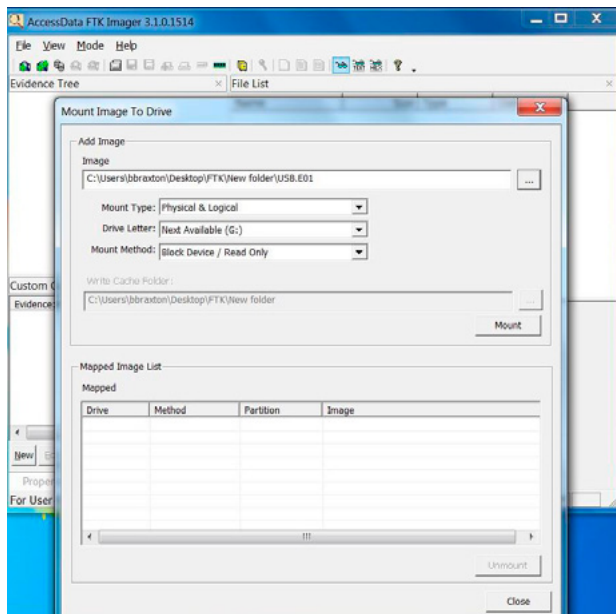 AccessData FTK Imager 3.1.0.1514
File View Mode Help
Evidence Tree
File List
Mount Image To Drive
Add Image
Image
C:\Users\bbraxton\Desktop\FTK\New folder\USB.E01
...
Mount Type: Physical & Logical
Drive Letter: Next Available (G:)
Mount Method: Block Device / Read Only
Write Cache Folder:
C:\Users\bbraxton\Desktop\FTK\New folder
...
Mount
Custom
Evidence:
Mapped Image List
Mapped
Drive Method Partition Image
New
Proper
For User
Unmount
Close